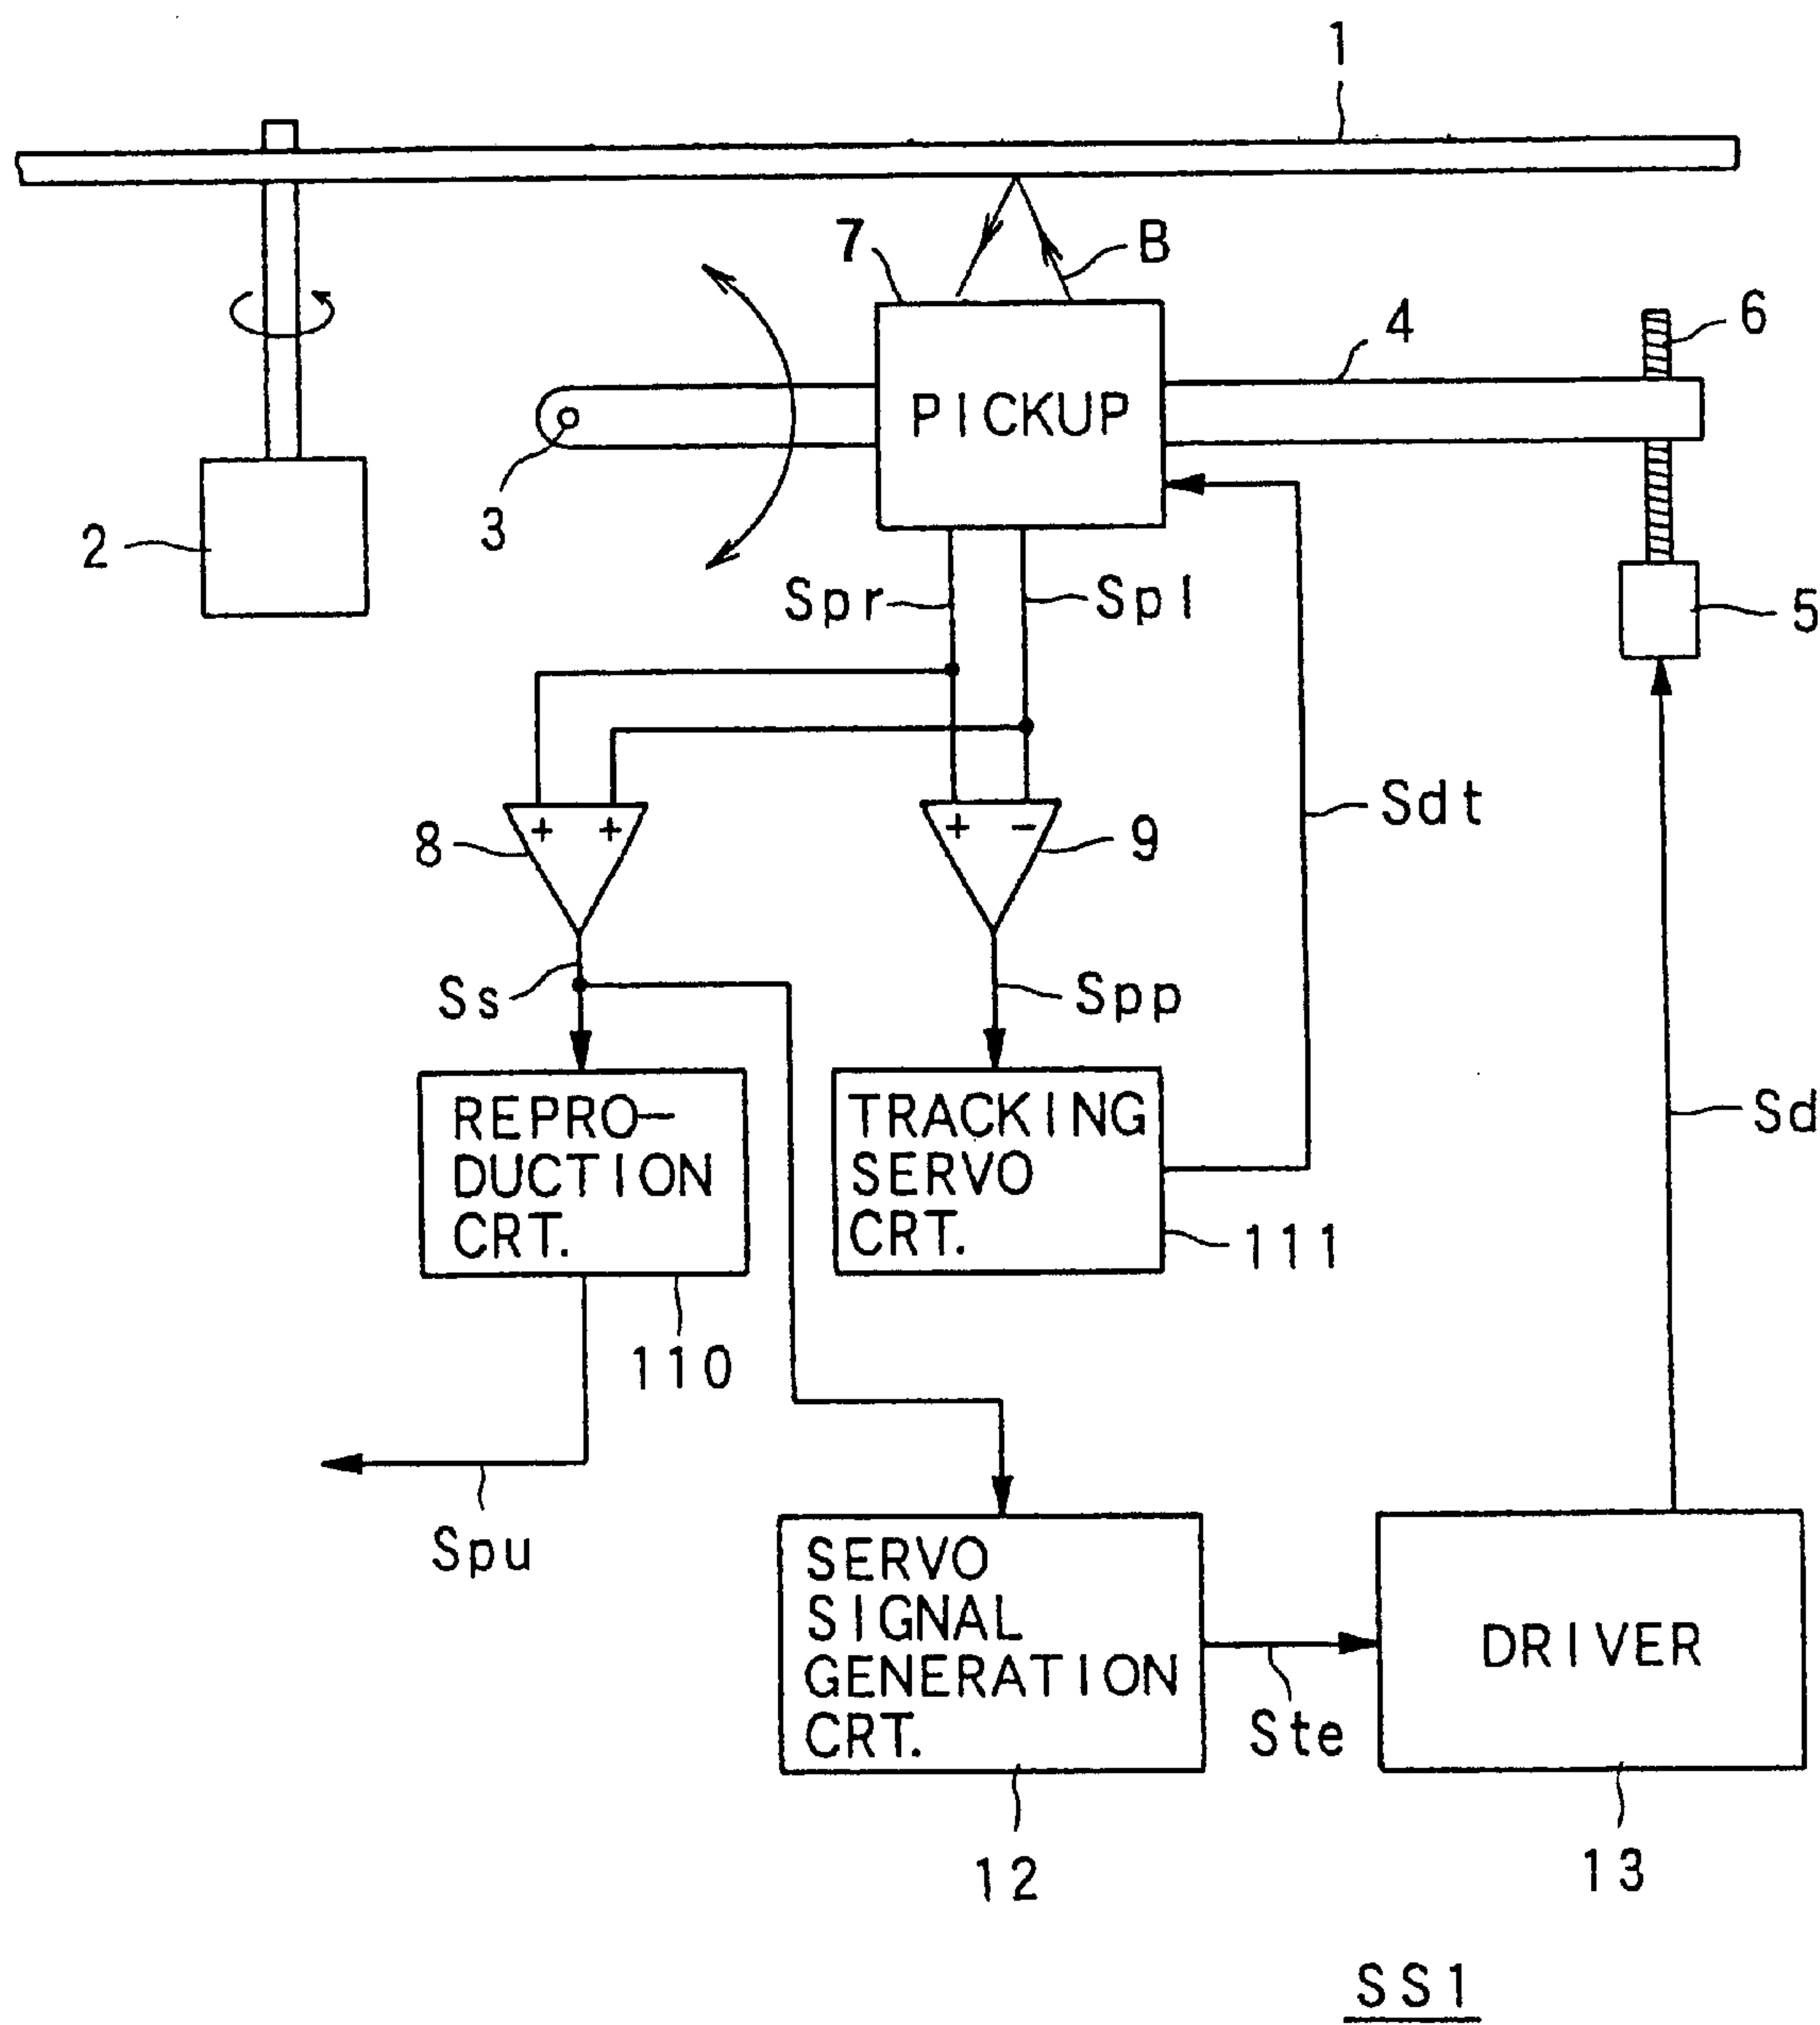 1
7
B
6
4
PICKUP
3
2
Spr
Spl
5
Sdt
+ +
+ −
8
9
Ss
Spp
Sd
REPRO-
DUCTION
CRT.
TRACKING
SERVO
CRT.
111
110
Spu
SERVO
SIGNAL
GENERATION
CRT.
DRIVER
Ste
12
13
SS1